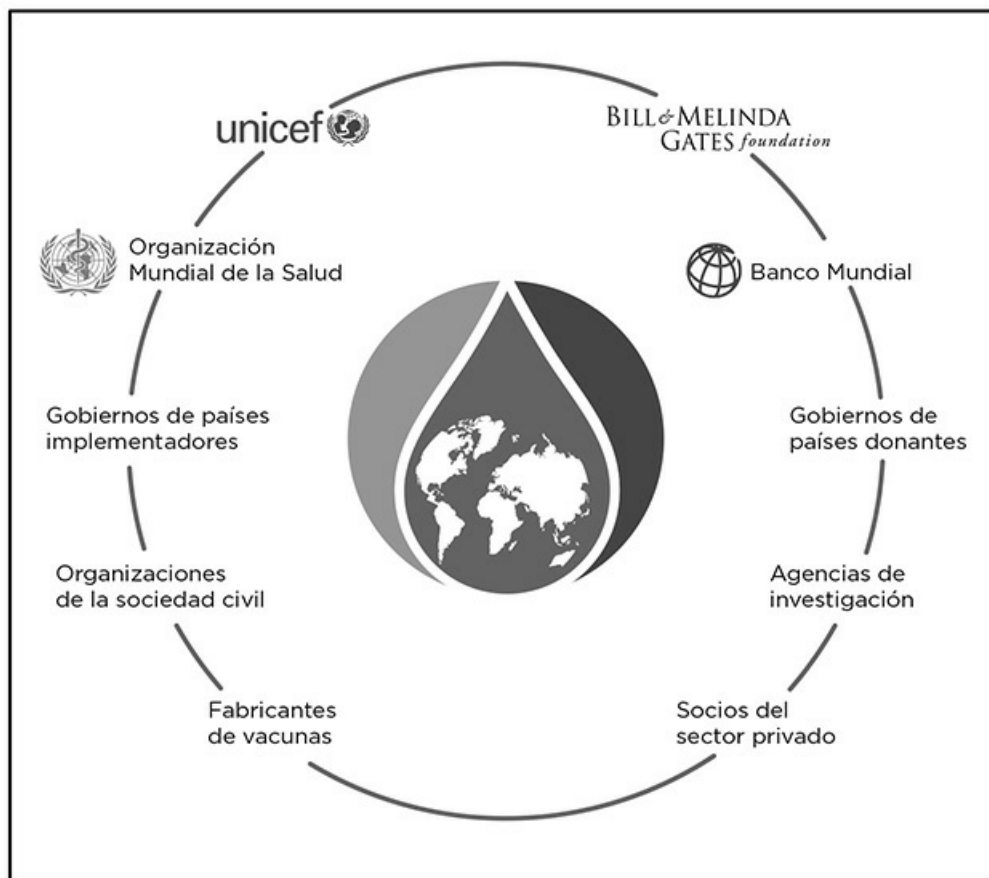 unicef
BILL & MELINDA
GATES foundation
Organización
Mundial de la Salud
Banco Mundial
Gobiernos de países
implementadores
Gobiernos de
países donantes
Organizaciones
de la sociedad civil
Agencias de
investigación
Fabricantes
de vacunas
Socios del
sector privado